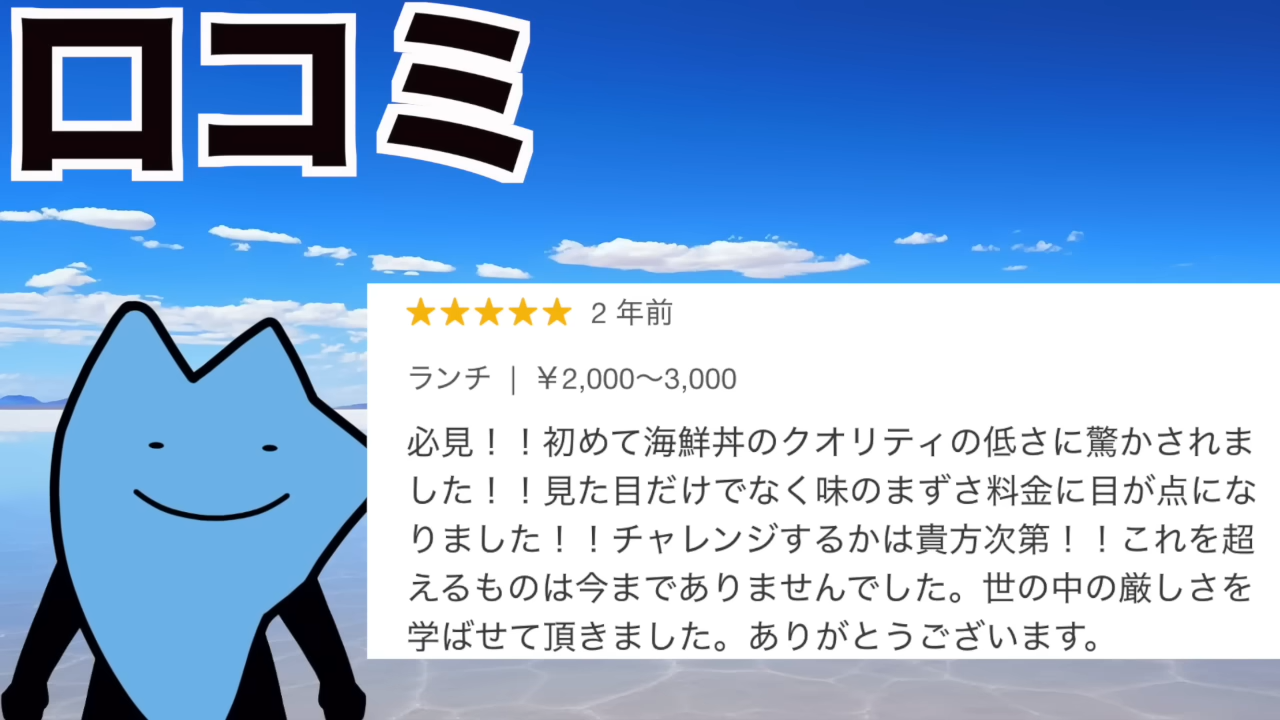 口コミ
★★★★★ 2 年前
ランチ | ￥2,000～3,000
必見！！初めて海鮮丼のクオリティの低さに驚かされま
した！！見た目だけでなく味のまずさ料金に目が点にな
りました！！チャレンジするかは貴方次第！！これを超
えるものは今までありませんでした。世の中の厳しさを
学ばせて頂きました。ありがとうございます。